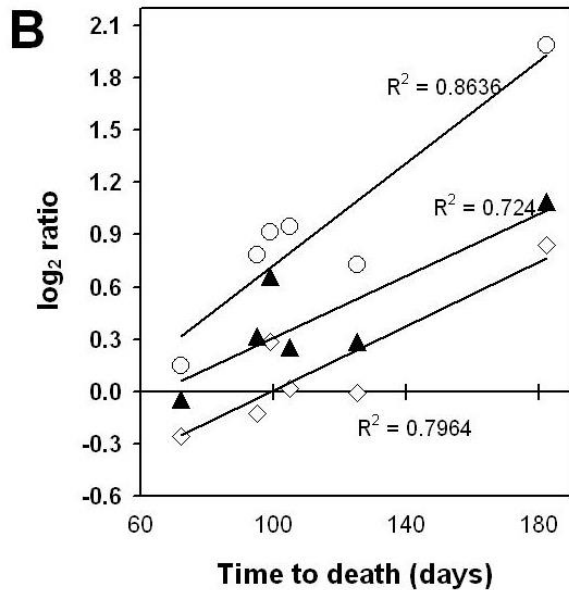 B
2.1
1.8
R² = 0.8636
1.5
1.2
R² = 0.724
0.9
log₂ ratio
0.6
0.3
0.0
R² = 0.7964
-0.3
-0.6
60 100 140 180
Time to death (days)